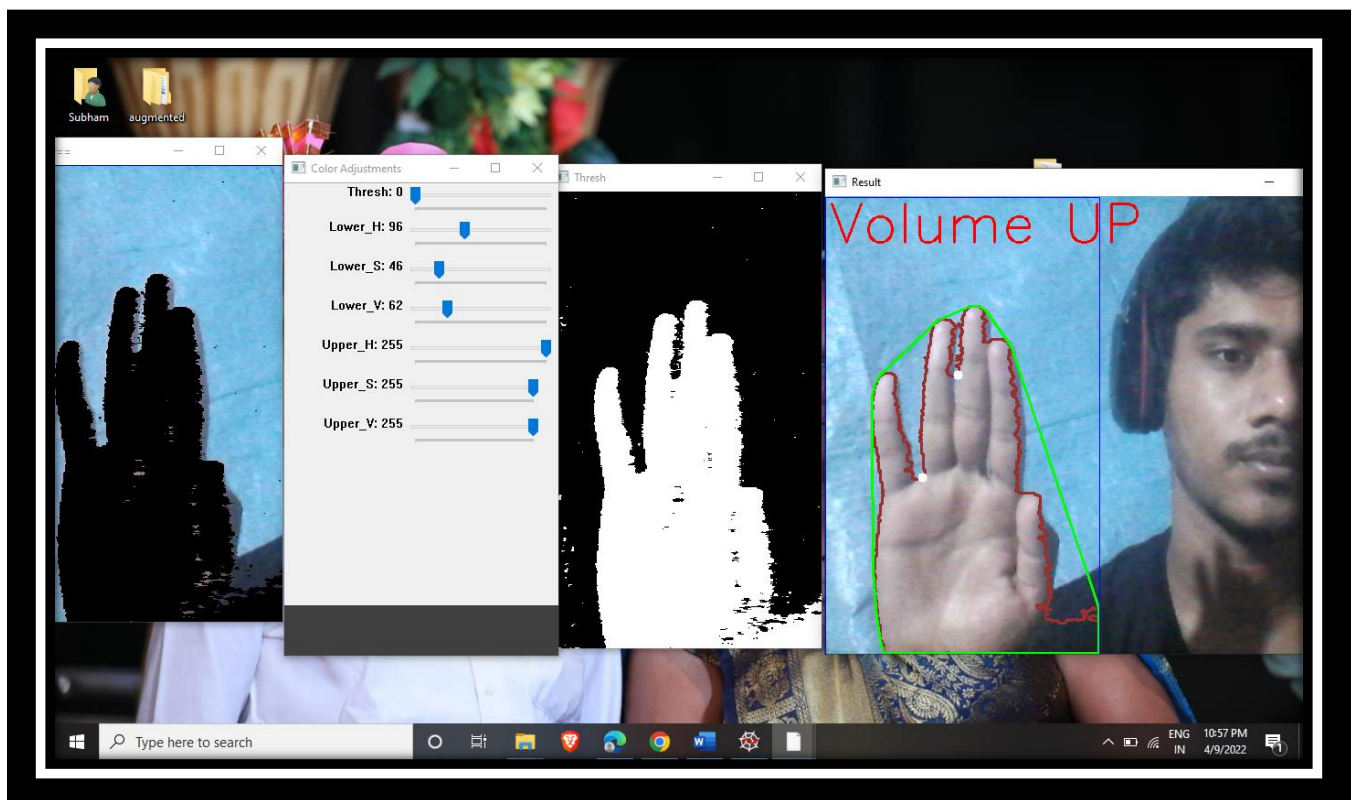 Subham
augmented
==
Color Adjustments
Thresh: 0
Lower_H: 96
Lower_S: 46
Lower_V: 62
Upper_H: 255
Upper_S: 255
Upper_V: 255
Thresh
Result
Volume UP
Type here to search
W
ENG
IN
10:57 PM
4/9/2022
1